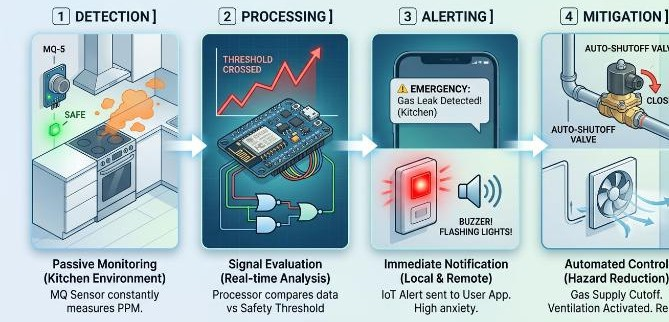 1 DETECTION]
MQ-5
SAFE
Passive Monitoring
(Kitchen Environment)
MQ Sensor constantly
measures PPM.
2 PROCESSING]
THRESHOLD
CROSSED
Signal Evaluation
(Real-time Analysis)
Processor compares data
vs Safety Threshold
3 ALERTING]
⚠ EMERGENCY:
Gas Leak Detected!
(Kitchen)
BUZZER!
FLASHING LIGHTS!
Immediate Notification
(Local & Remote)
IoT Alert sent to User App.
High anxiety.
4 MITIGATION]
AUTO-SHUTOFF VALV
CLOS
AUTO-SHUTOFF
VALVE
Automated Control
(Hazard Reduction)
Gas Supply Cutoff.
Ventilation Activated. Re